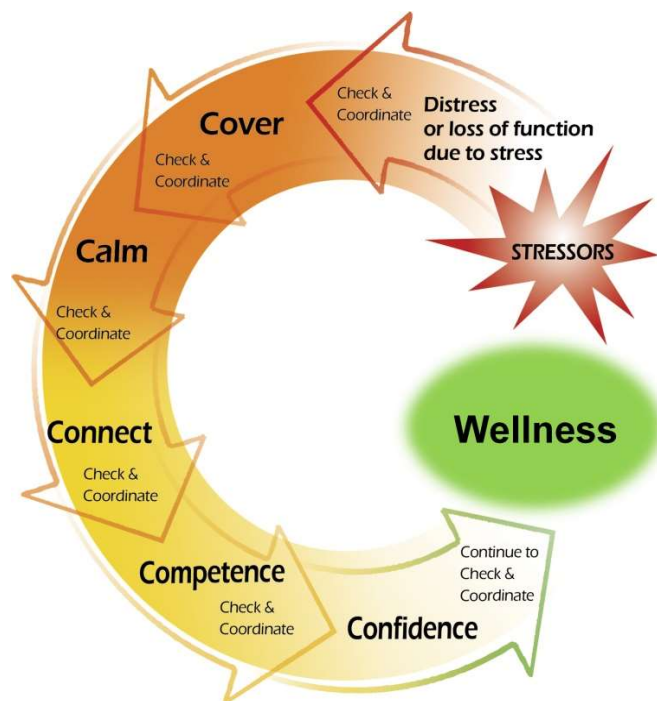 STRESSORS
Distress
or loss of function
due to stress
Check &
Coordinate
Cover
Check &
Coordinate
Calm
Check &
Coordinate
Connect
Check &
Coordinate
Competence
Check &
Coordinate
Confidence
Continue to
Check &
Coordinate
Wellness